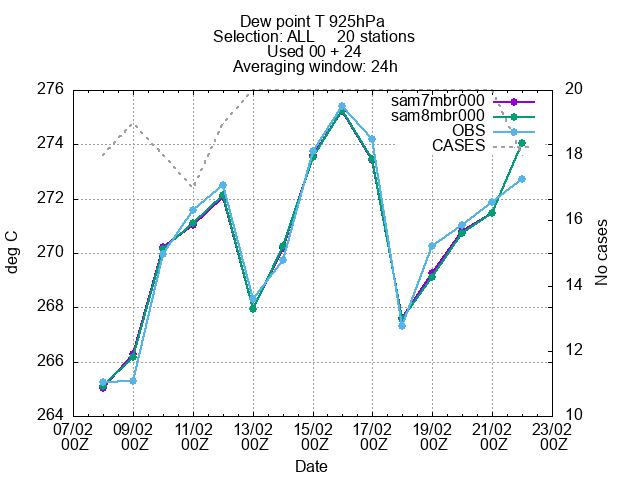 Dew point T 925hPa
Selection: ALL     20 stations
Used 00 + 24
Averaging window: 24h
276
274
272
270
268
266
264
deg C
20
18
16
14
12
10
No cases
sam7mbr000
sam8mbr000
OBS
CASES
07/02 09/02 11/02 13/02 15/02 17/02 19/02 21/02 23/02
00Z 00Z 00Z 00Z 00Z 00Z 00Z 00Z 00Z
Date